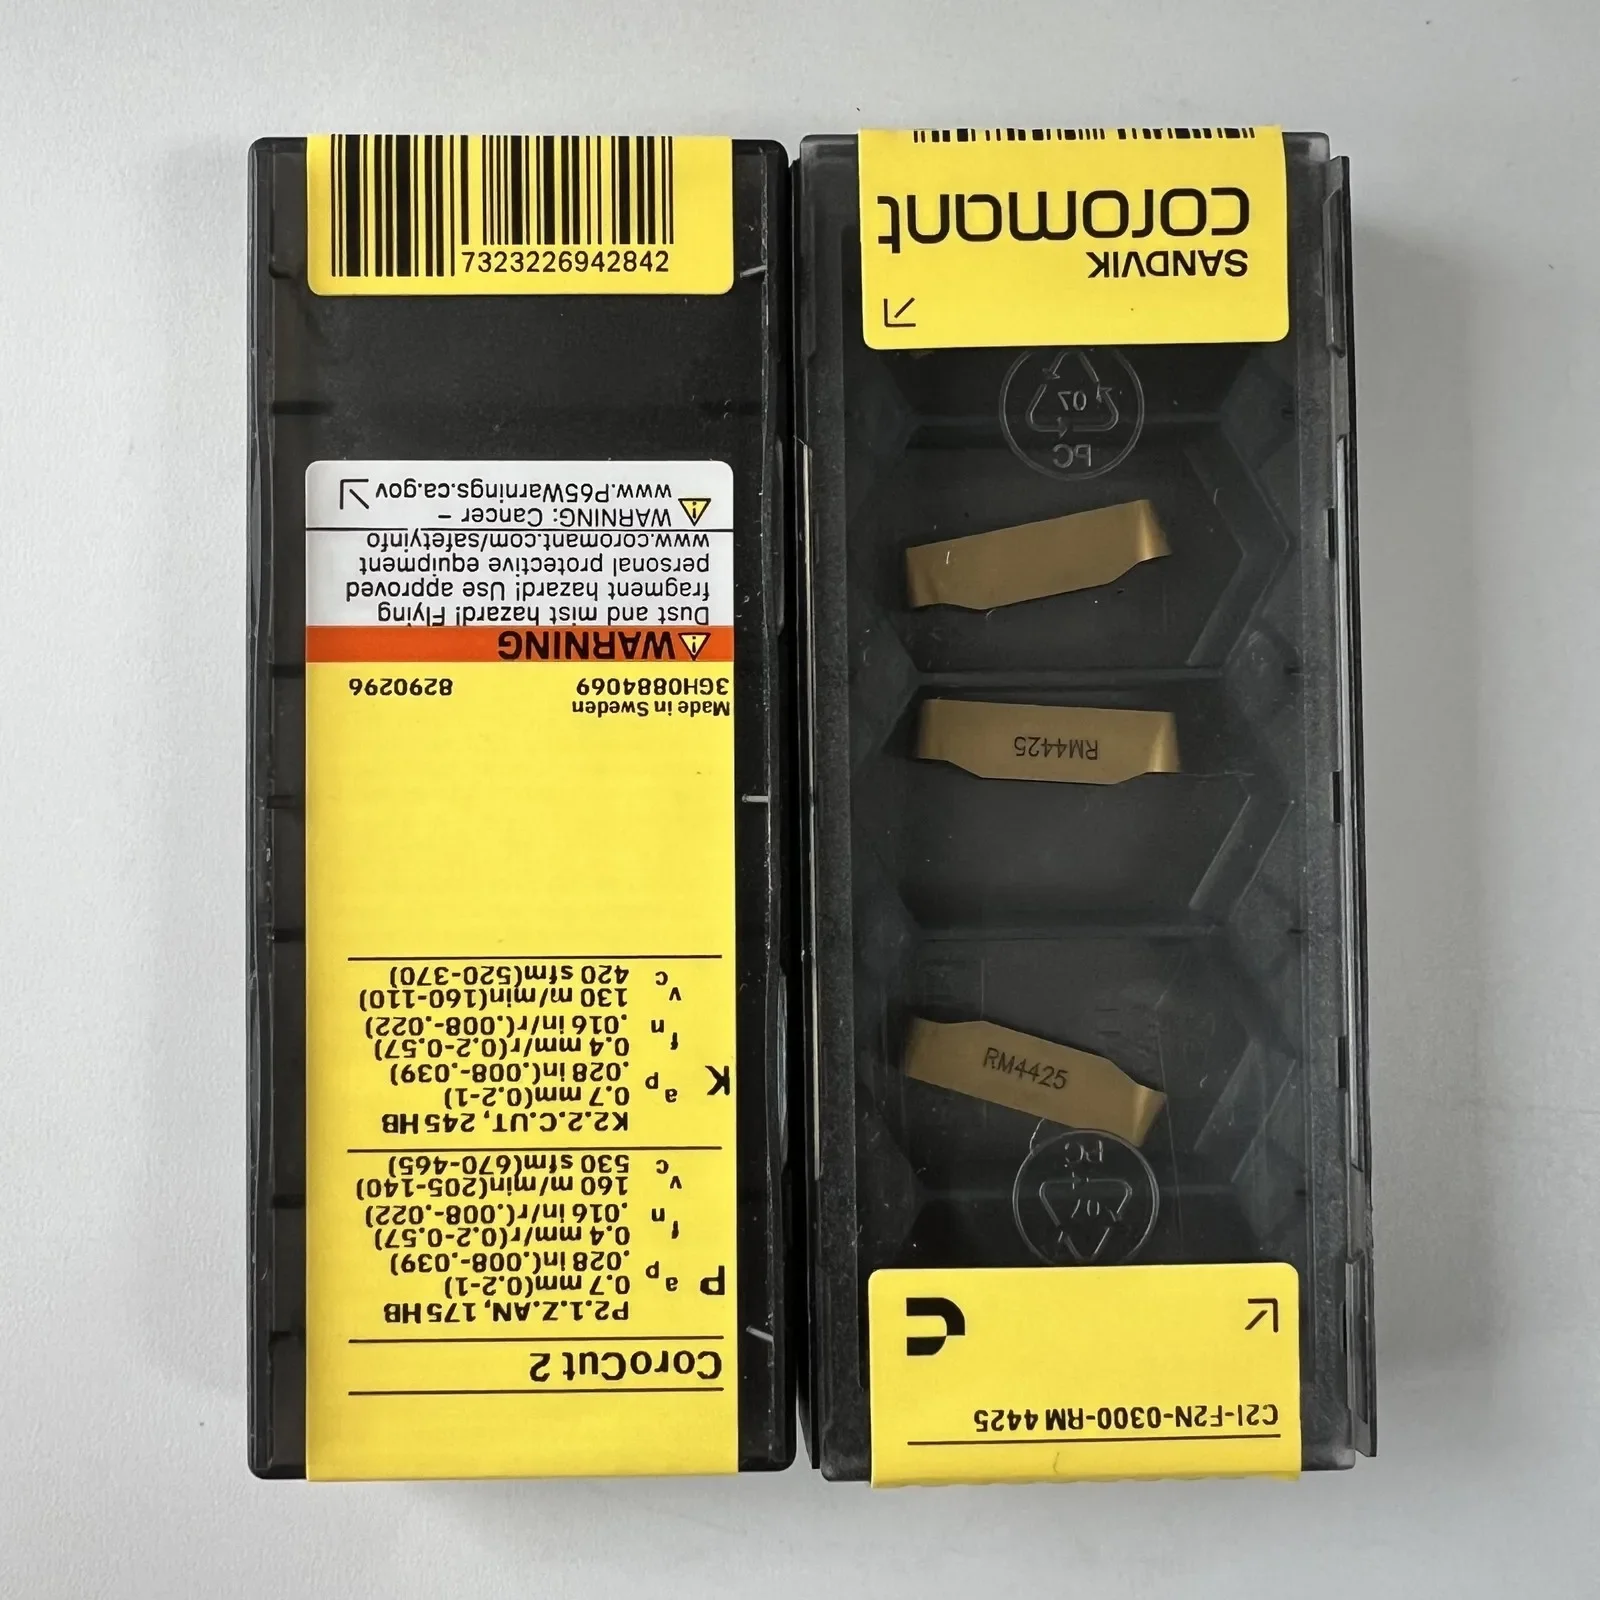 7323226942842
CoroCut 2
P
P2.1.Z.AN, 175 HB
ap 0.7 mm(0.2-1)
.028 in(.008-.039)
fn 0.4 mm/r(0.2-0.57)
.016 in/r(.008-.022)
vc 160 m/min(205-140)
530 sfm(670-465)
K
K2.2.C.UT, 245 HB
ap 0.7 mm(0.2-1)
.028 in(.008-.039)
fn 0.4 mm/r(0.2-0.57)
.016 in/r(.008-.022)
vc 130 m/min(160-110)
420 sfm(520-370)
Made in Sweden
3GH0884069 8290296
WARNING
Dust and mist hazard! Flying
fragment hazard! Use approved
personal protective equipment
www.coromant.com/safetyinfo
WARNING: Cancer -
www.P65Warnings.ca.gov
C2I-F2N-0300-RM 4425
07
PC
RM4425
RM4425
07
PC
SANDVIK
coromant